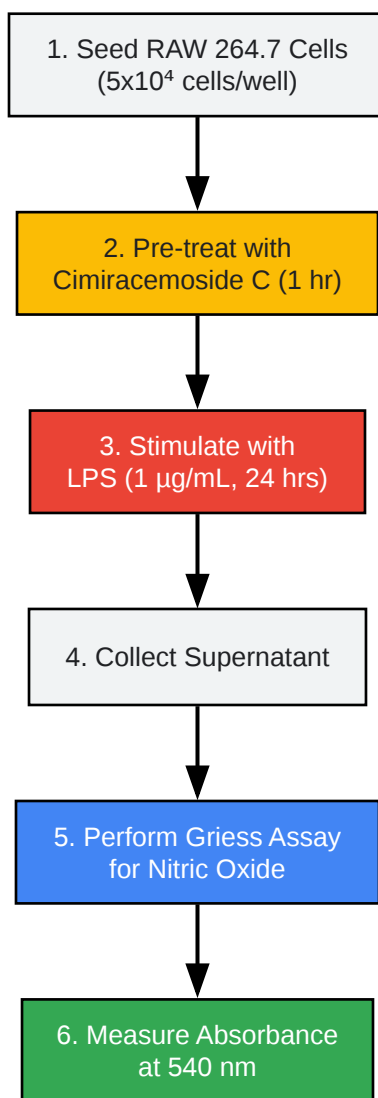 1. Seed RAW 264.7 Cells
(5x10⁴ cells/well)
2. Pre-treat with
Cimiracemoside C (1 hr)
3. Stimulate with
LPS (1 µg/mL, 24 hrs)
4. Collect Supernatant
5. Perform Griess Assay
for Nitric Oxide
6. Measure Absorbance
at 540 nm